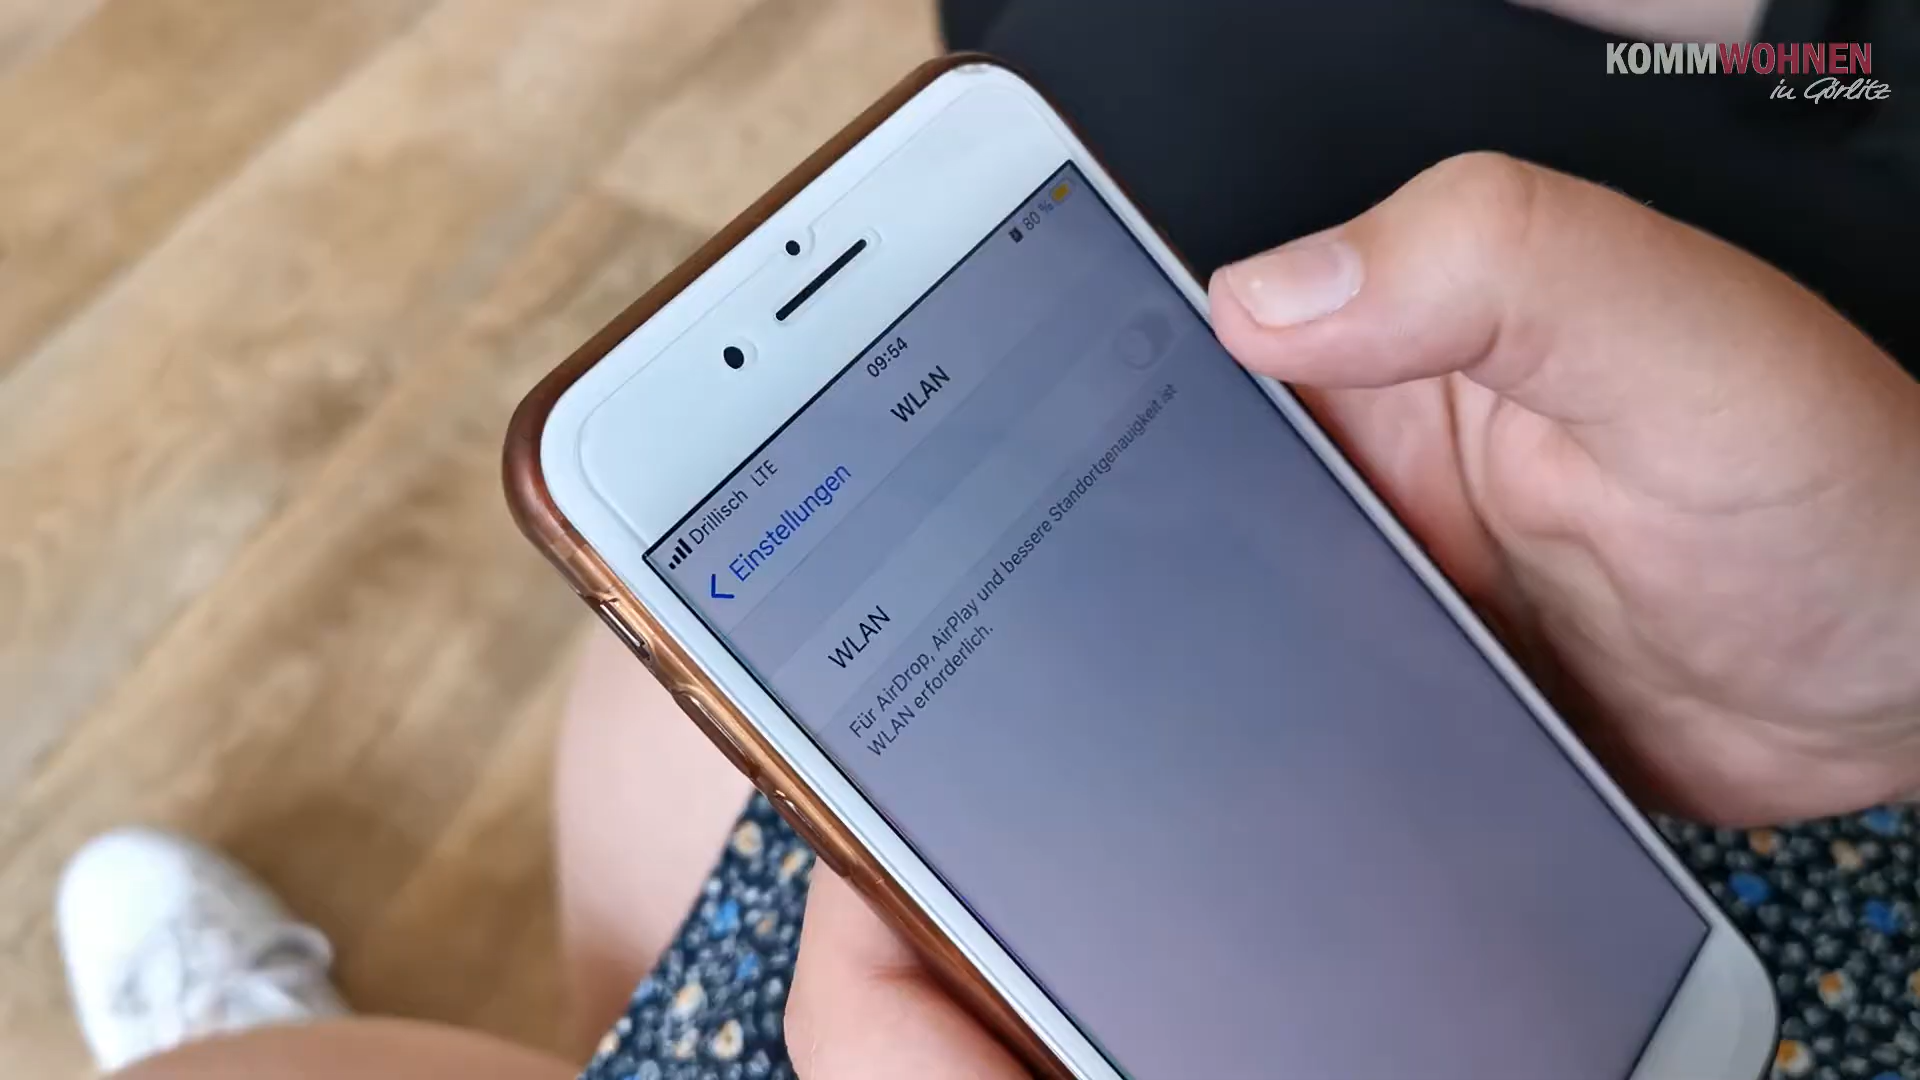 KOMMWOHNEN
in Görlitz
Drillisch LTE
09:54
80 %
Einstellungen
WLAN
WLAN
Für AirDrop, AirPlay und bessere Standortgenauigkeit ist
WLAN erforderlich.